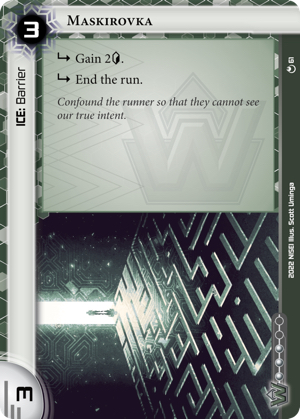 3
MASKIROVKA
ICE: Barrier
↳ Gain 2.
↳ End the run.
Confound the runner so that they cannot see
our true intent.
61
2022 NISEI Illus. Scott Uminga
3